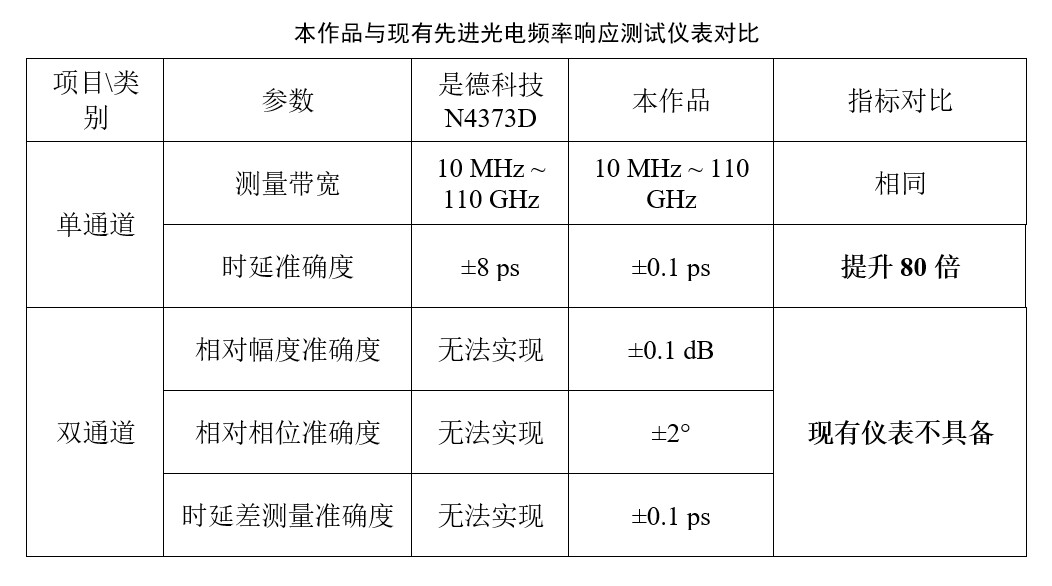 本作品与现有先进光电频率响应测试仪表对比
项目\类
别
参数
是德科技
N4373D
本作品
指标对比
单通道
测量带宽
10 MHz ~
110 GHz
10 MHz ~ 110
GHz
相同
时延准确度
±8 ps
±0.1 ps
提升 80 倍
双通道
相对幅度准确度
无法实现
±0.1 dB
现有仪表不具备
相对相位准确度
无法实现
±2°
时延差测量准确度
无法实现
±0.1 ps